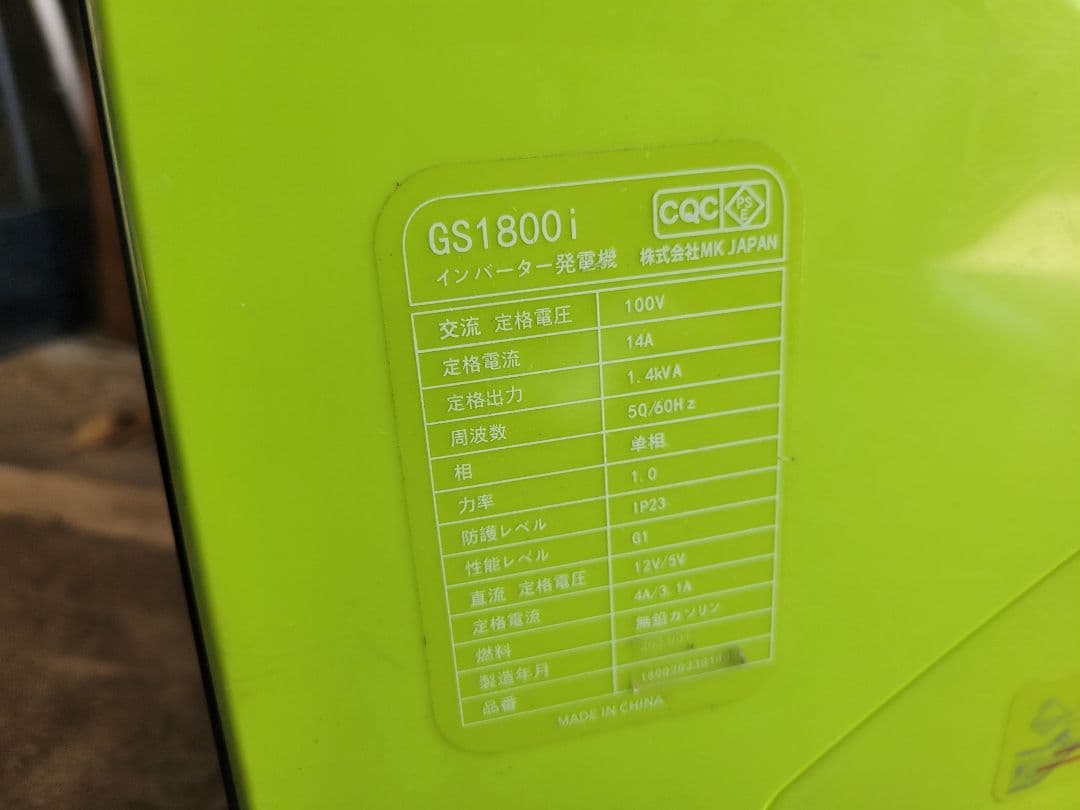 GS1800i
CQC PSE
インバーター発電機 株式会社MK JAPAN
交流 定格電圧 100V
定格電流 14A
定格出力 1.4kVA
周波数 50/60Hz
相 单相
力率 1.0
防護レベル IP23
性能レベル G1
直流 定格電圧 12V/5V
定格電流 4A/3.1A
燃料 無鉛ガソリン
製造年月
品番
MADE IN CHINA